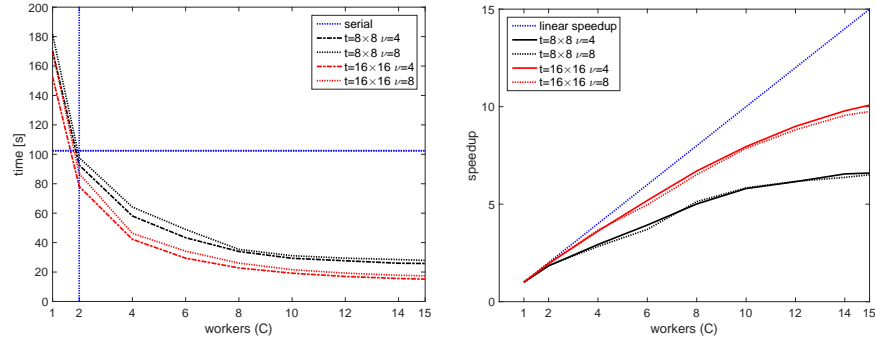 200
180
160
140
120
100
80
60
40
20
0
time [s]
1 2 4 6 8 10 12 14 15
workers (C)
serial
t=8×8 ν=4
t=8×8 ν=8
t=16×16 ν=4
t=16×16 ν=8
15
10
5
0
speedup
1 2 4 6 8 10 12 14 15
workers (C)
linear speedup
t=8×8 ν=4
t=8×8 ν=8
t=16×16 ν=4
t=16×16 ν=8